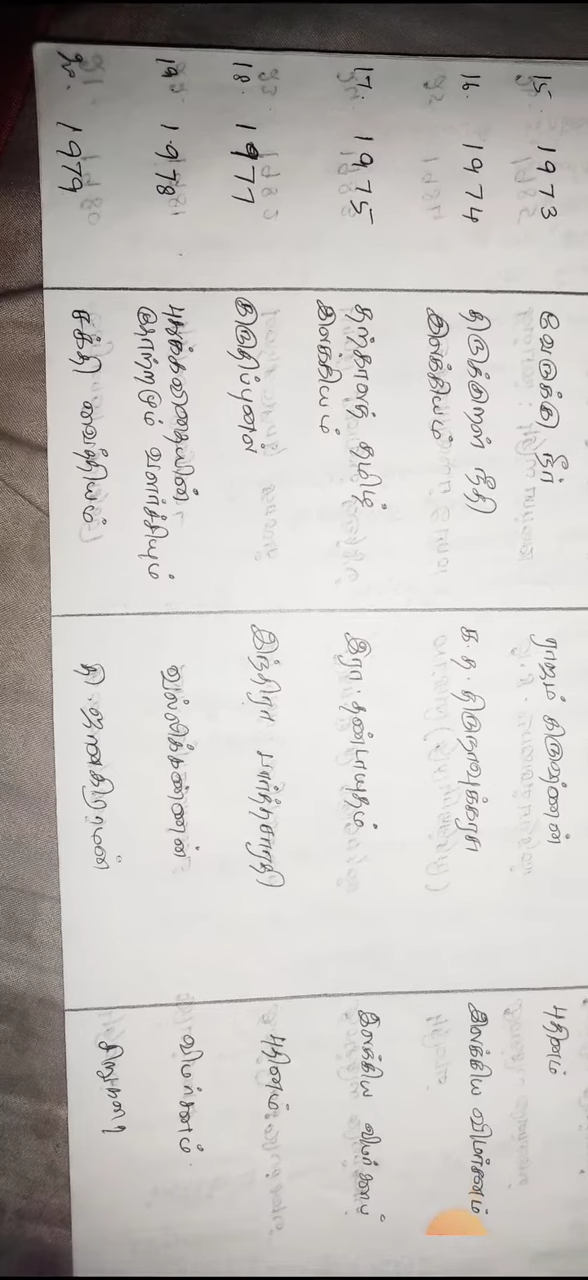 15. 1973 வேருக்கு நீர் ராஜம் கிருஷ்ணன் புதினம்
16. 1974 திருக்குறள் நீதி க.த. திருநாவுக்கரசு இலக்கிய விமர்சனம்
இலக்கியம்
17. 1975 தற்காலத் தமிழ் இரா. தண்டாயுதம் இலக்கிய விமர்சனம்
இலக்கியம்
18. 1977 குருதிப்புனல் இந்திரா பார்த்தசாரதி புதினம்
19. 1978 புதுக்கவிதையின் வல்லிக்கண்ணன் விமர்சனம்
தோற்றமும் வளர்ச்சியும்
20. 1979 சக்தி வைத்தியம் தி. ஜானகிராமன் சிறுகதை